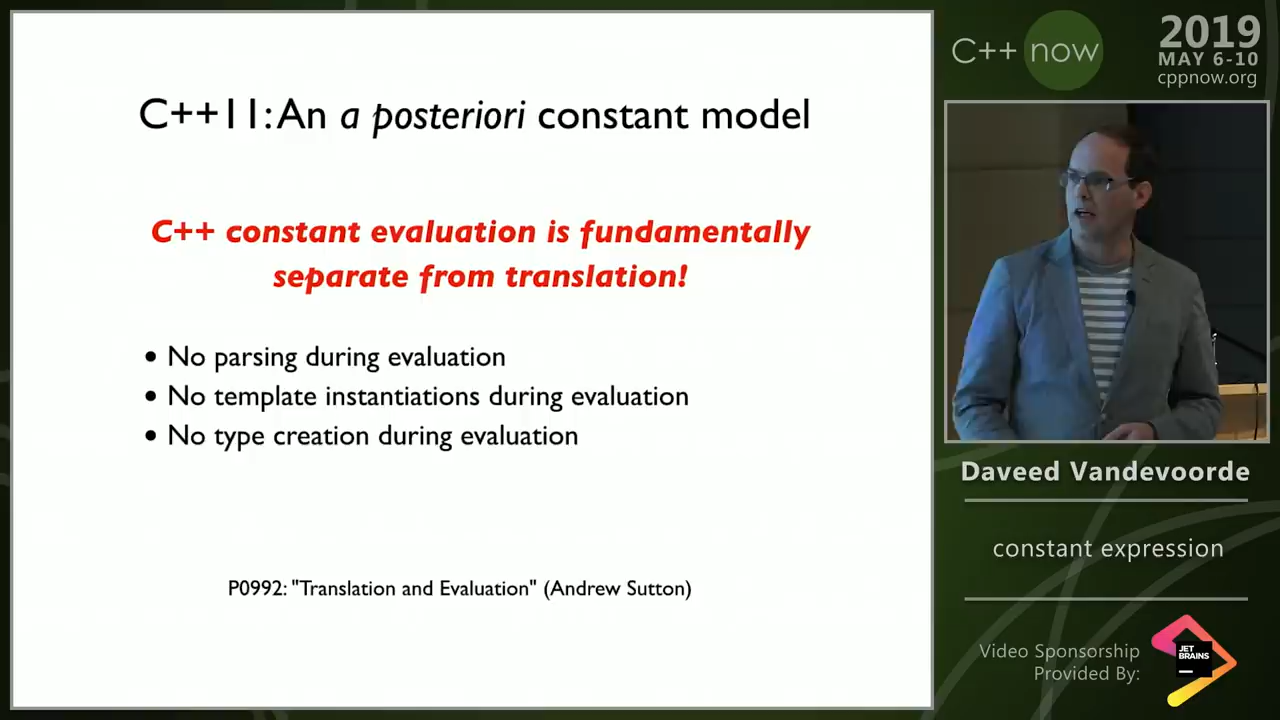 C++11: An a posteriori constant model
C++ constant evaluation is fundamentally
separate from translation!
• No parsing during evaluation
• No template instantiations during evaluation
• No type creation during evaluation
P0992: "Translation and Evaluation" (Andrew Sutton)
C++ now
2019
MAY 6-10
cppnow.org
Daveed Vandevoorde
constant expression
Video Sponsorship
Provided By:
JET
BRAINS